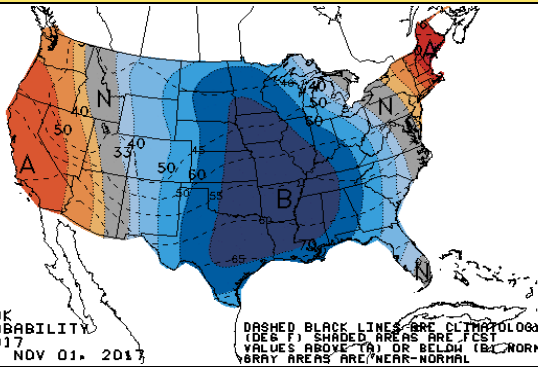 A
N
40
50
A
N
40
50
60
40
33
50
60
45
50
55
B
60
70
65
N
K
OBABILITY
017
NOV 01. 2017
DASHED BLACK LINES ARE CLIMATOLOG
(DEG F) SHADED AREAS ARE FCST
VALUES ABOVE (A) OR BELOW (B) NORM
GRAY AREAS ARE NEAR-NORMAL